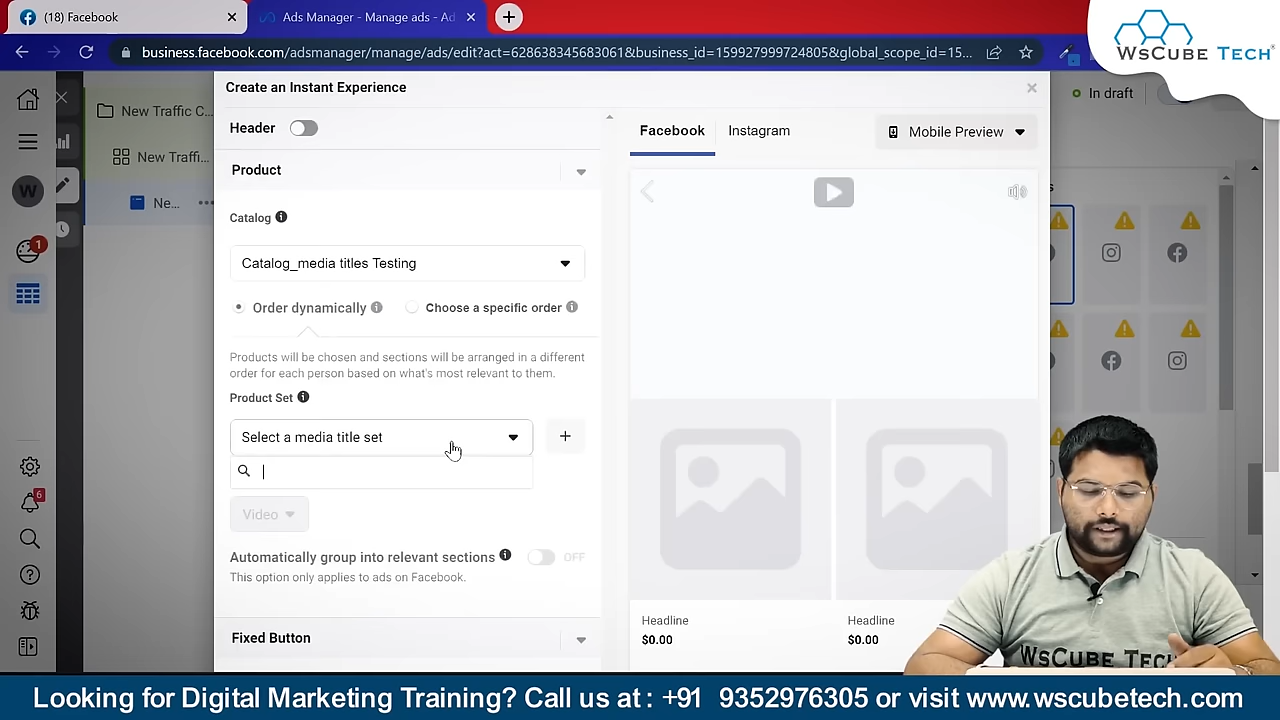 (18) Facebook
Ads Manager - Manage ads - Ad
business.facebook.com/adsmanager/manage/ads/edit?act=628638345683061&business_id=159927999724805&global_scope_id=15...
WsCube Tech
Create an Instant Experience
In draft
New Traffic C...
New Traffi...
Ne...
W
1
6
Header
Product
Catalog
Catalog_media titles Testing
Order dynamically
Choose a specific order
Products will be chosen and sections will be arranged in a different
order for each person based on what's most relevant to them.
Product Set
Select a media title set
Video
Automatically group into relevant sections
OFF
This option only applies to ads on Facebook.
Fixed Button
Facebook
Instagram
Mobile Preview
Headline
$0.00
Headline
$0.00
WsCube Tech
Looking for Digital Marketing Training? Call us at : +91 9352976305 or visit www.wscubetech.com